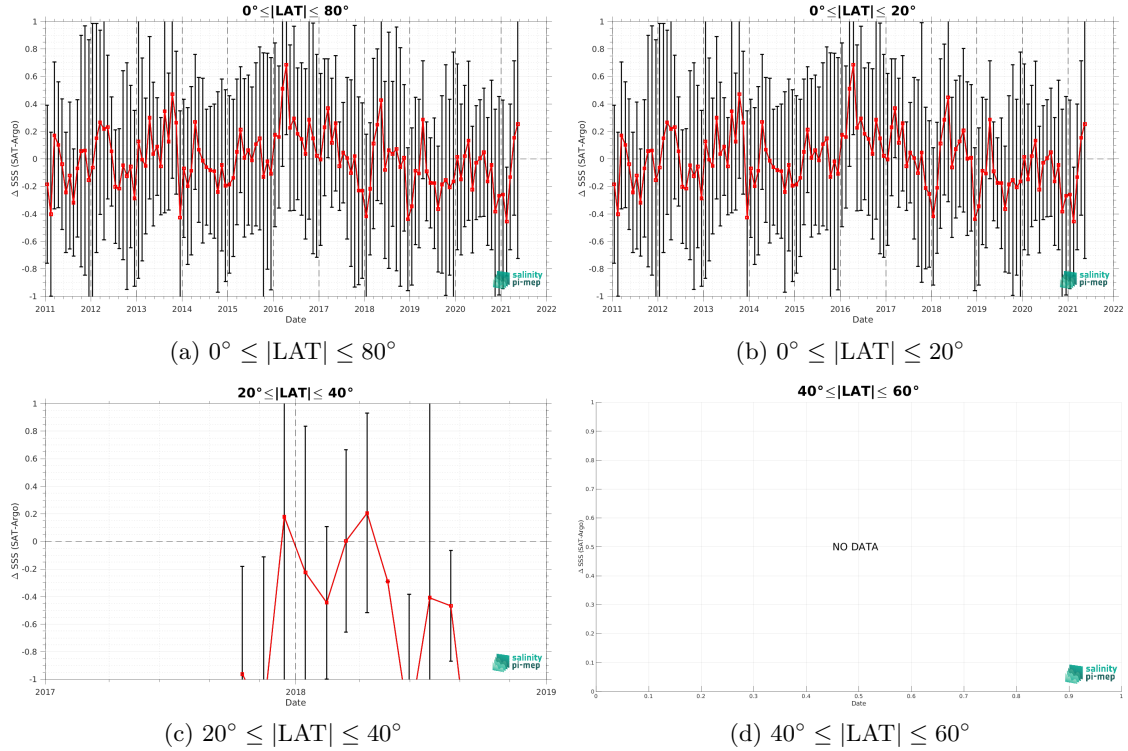 0°≤|LAT|≤ 80°
Δ SSS (SAT-Argo)
1
0.8
0.6
0.4
0.2
0
-0.2
-0.4
-0.6
-0.8
-1
2011 2012 2013 2014 2015 2016 2017 2018 2019 2020 2021 2022
Date
salinity
pi-mep
(a) 0° ≤ |LAT| ≤ 80°
0°≤|LAT|≤ 20°
Δ SSS (SAT-Argo)
1
0.8
0.6
0.4
0.2
0
-0.2
-0.4
-0.6
-0.8
-1
2011 2012 2013 2014 2015 2016 2017 2018 2019 2020 2021 2022
Date
salinity
pi-mep
(b) 0° ≤ |LAT| ≤ 20°
20°≤|LAT|≤ 40°
Δ SSS (SAT-Argo)
1
0.8
0.6
0.4
0.2
0
-0.2
-0.4
-0.6
-0.8
-1
2017 2018 2019
Date
salinity
pi-mep
(c) 20° ≤ |LAT| ≤ 40°
40°≤|LAT|≤ 60°
Δ SSS (SAT-Argo)
1
0.9
0.8
0.7
0.6
0.5
0.4
0.3
0.2
0.1
0
NO DATA
0 0.1 0.2 0.3 0.4 0.5 0.6 0.7 0.8 0.9 1
Date
salinity
pi-mep
(d) 40° ≤ |LAT| ≤ 60°